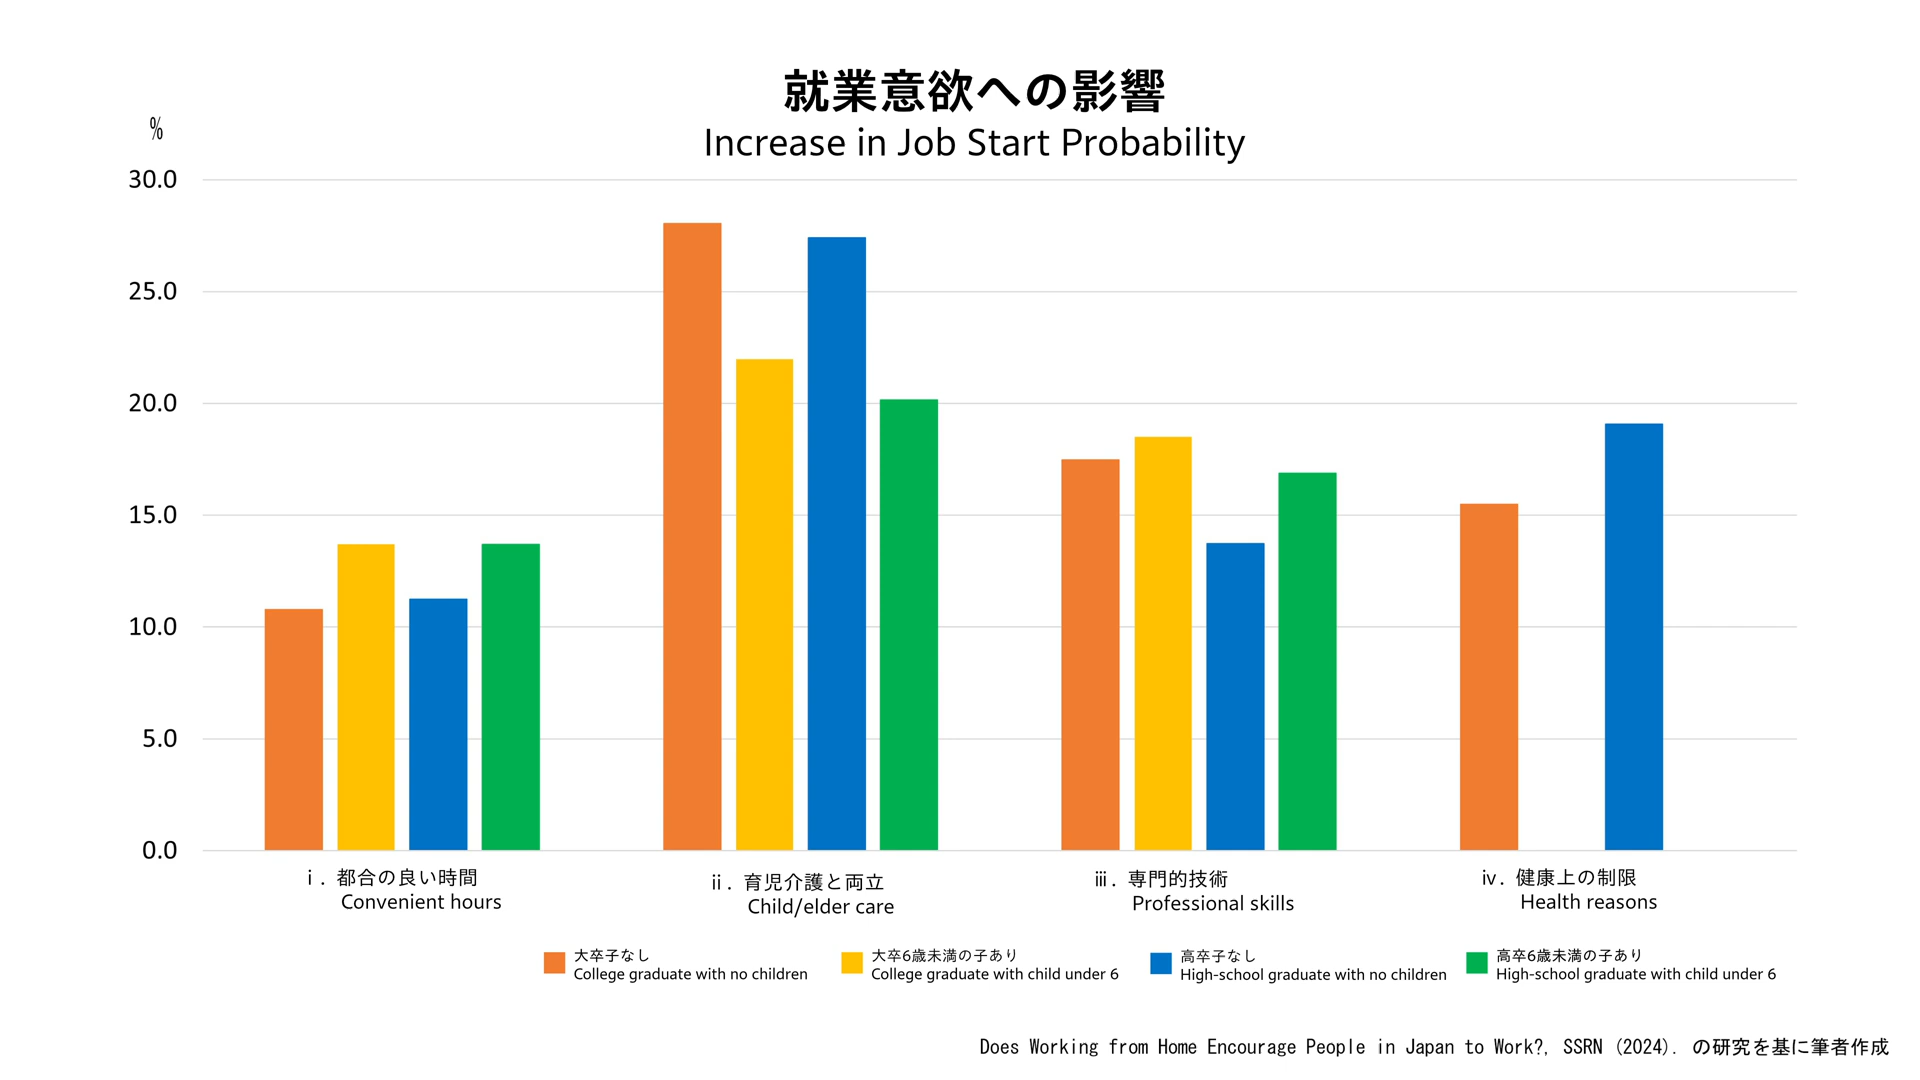 就業意欲への影響
Increase in Job Start Probability
%
30.0
25.0
20.0
15.0
10.0
5.0
0.0
ⅰ. 都合の良い時間
Convenient hours
ⅱ. 育児介護と両立
Child/elder care
ⅲ. 専門的技術
Professional skills
ⅳ. 健康上の制限
Health reasons
大卒子なし
College graduate with no children
大卒6歳未満の子あり
College graduate with child under 6
高卒子なし
High-school graduate with no children
高卒6歳未満の子あり
High-school graduate with child under 6
Does Working from Home Encourage People in Japan to Work?, SSRN (2024). の研究を基に筆者作成